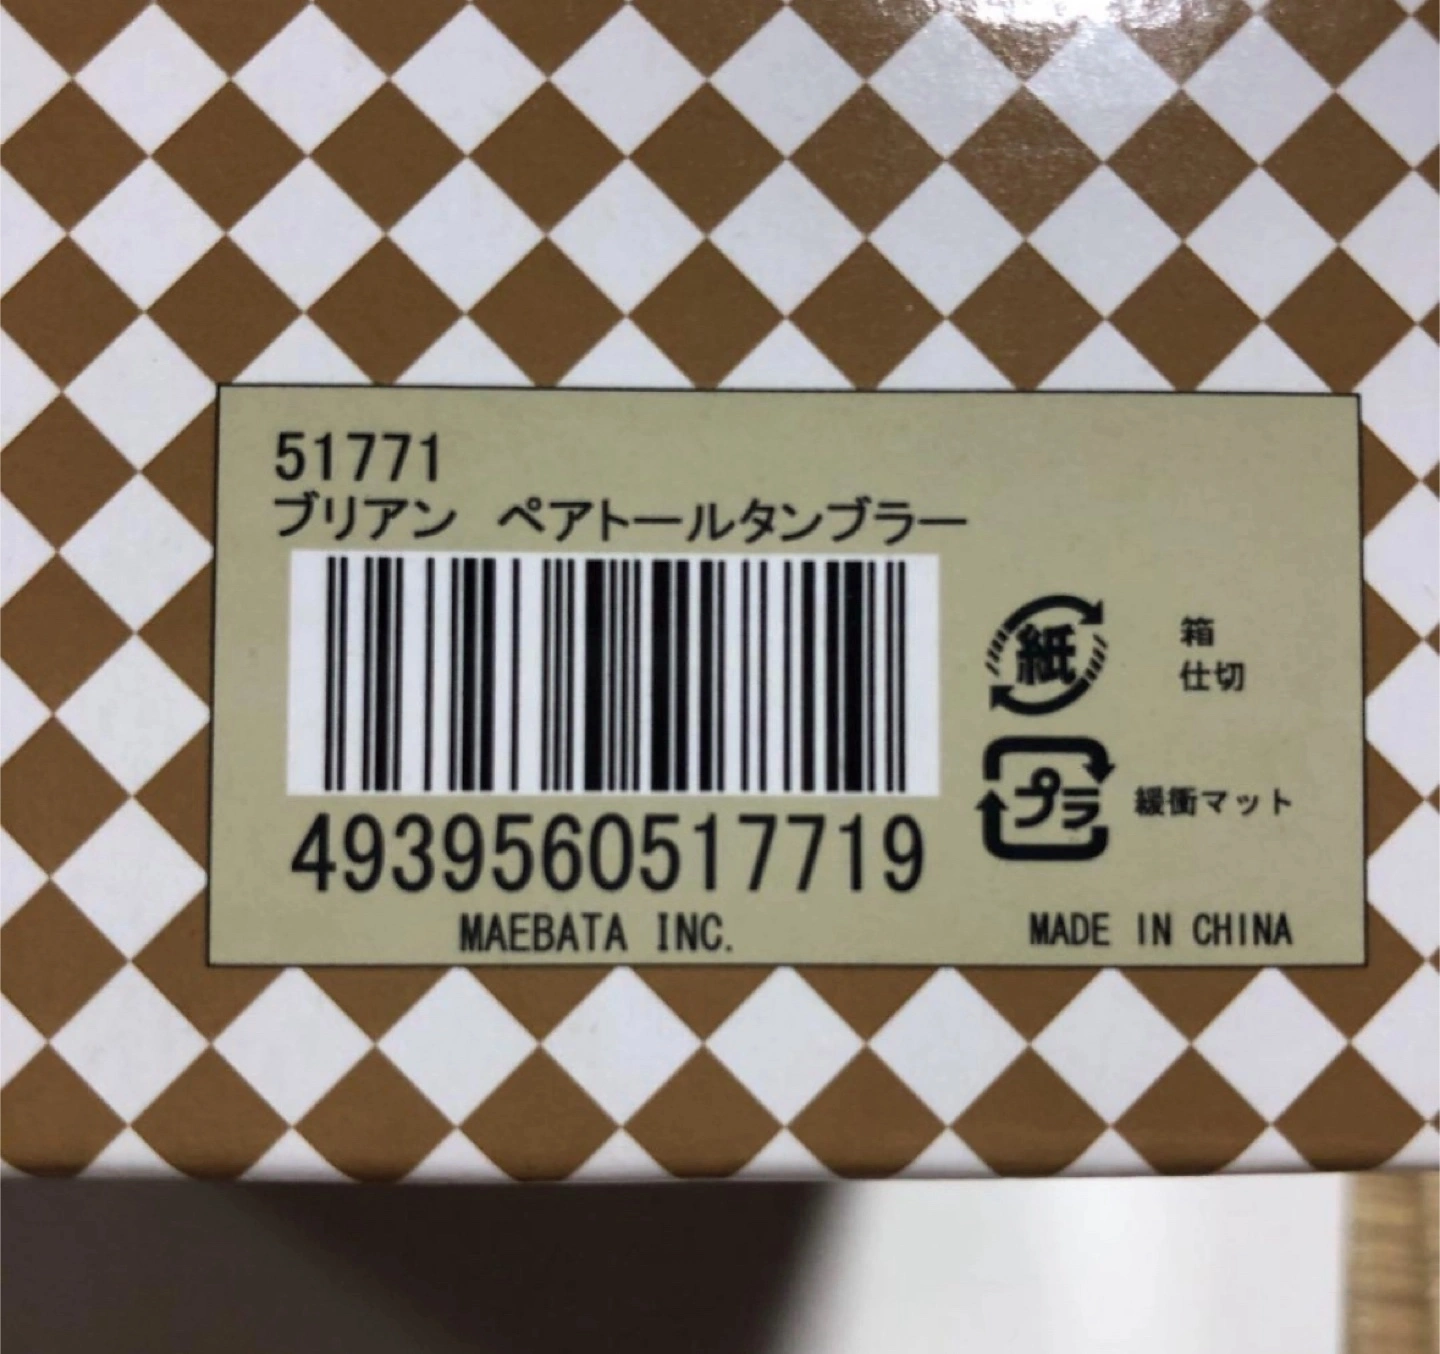 51771
ブリアン ペアトールタンブラー
4939560517719
MAEBATA INC.
紙
箱
仕切
プラ
緩衝マット
MADE IN CHINA